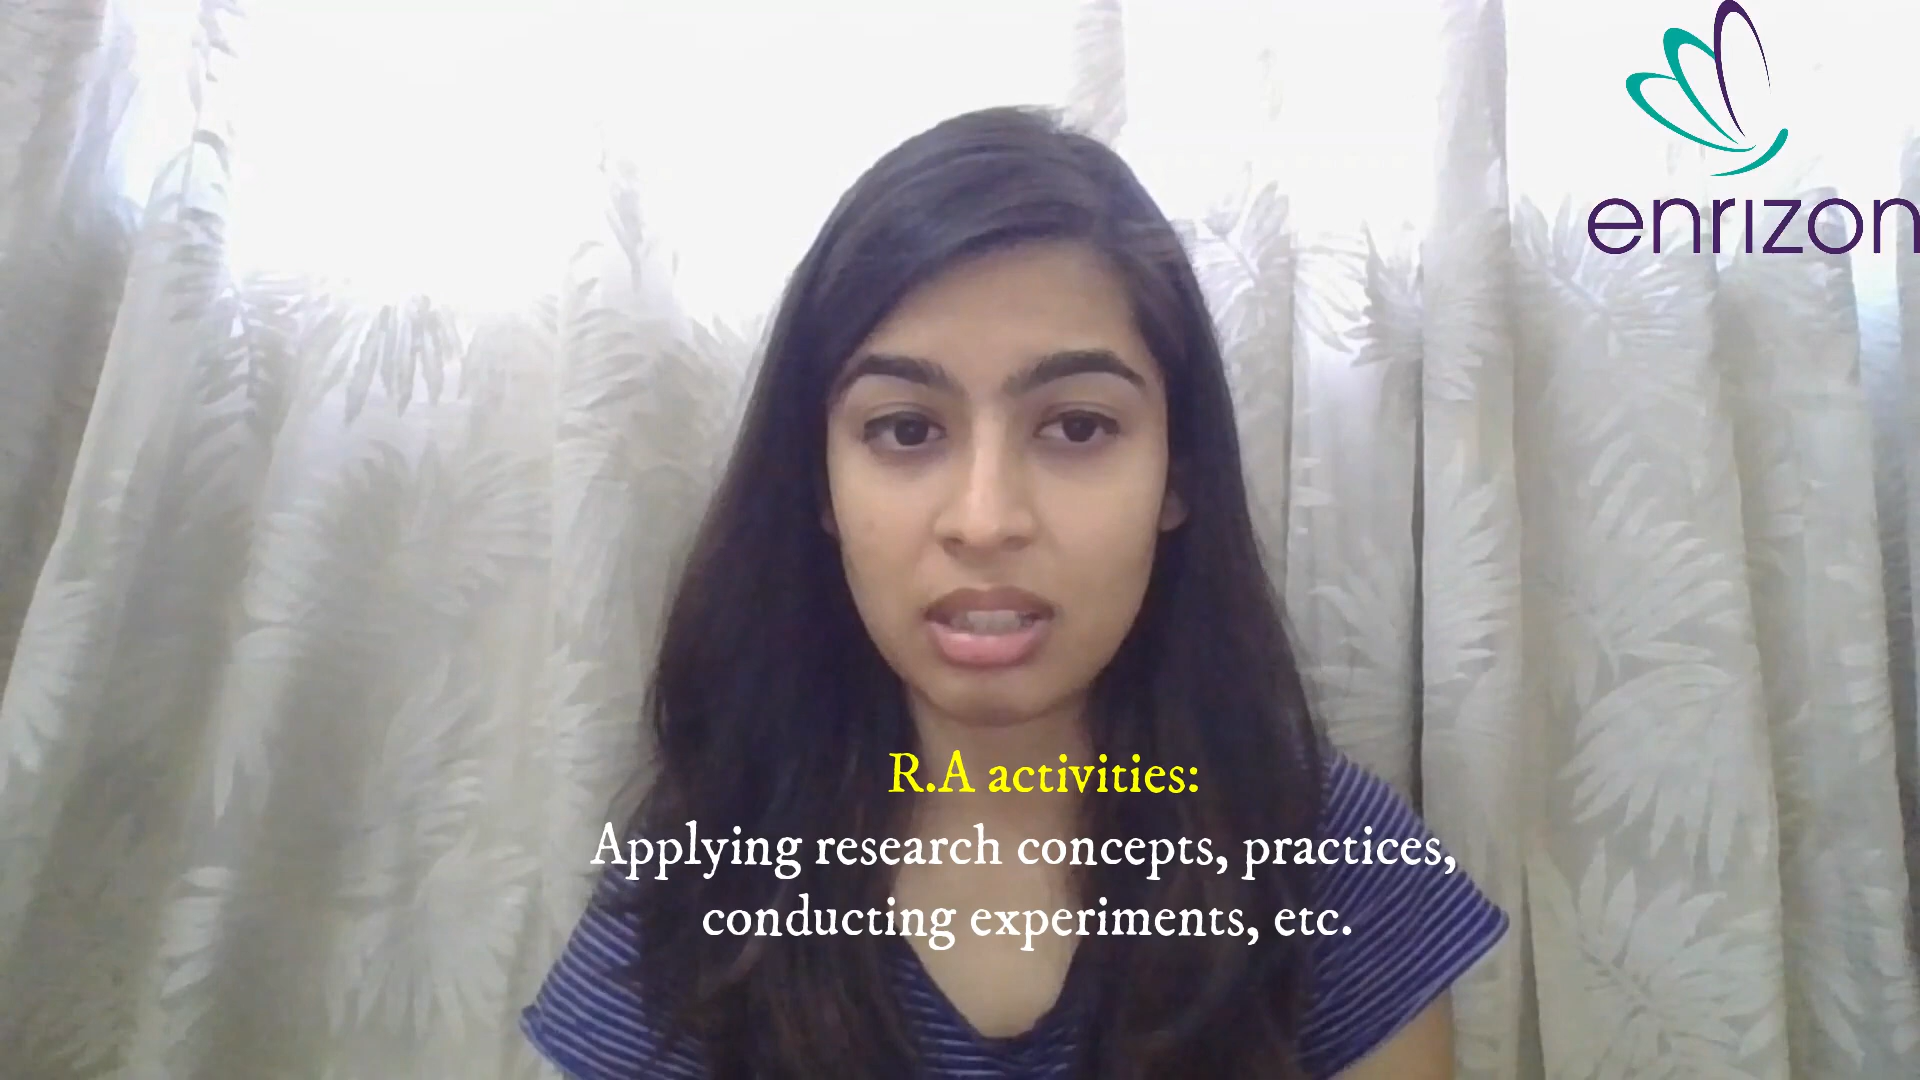 enrizon
R.A activities:
Applying research concepts, practices,
conducting experiments, etc.